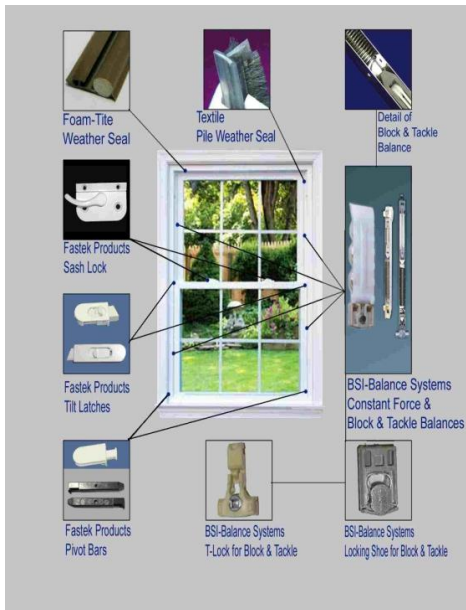 Foam-Tite
Weather Seal
Textile
Pile Weather Seal
Detail of
Block & Tackle
Balance
Fastek Products
Sash Lock
Fastek Products
Tilt Latches
BSI-Balance Systems
Constant Force &
Block & Tackle Balances
Fastek Products
Pivot Bars
BSI-Balance Systems
T-Lock for Block & Tackle
BSI-Balance Systems
Locking Shoe for Block & Tackle